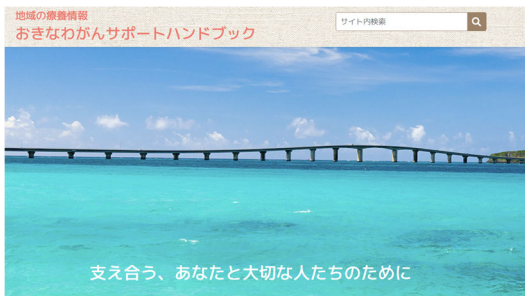 地域の療養情報
おきなわがんサポートハンドブック
サイト内検索
支え合う、あなたと大切な人たちのために